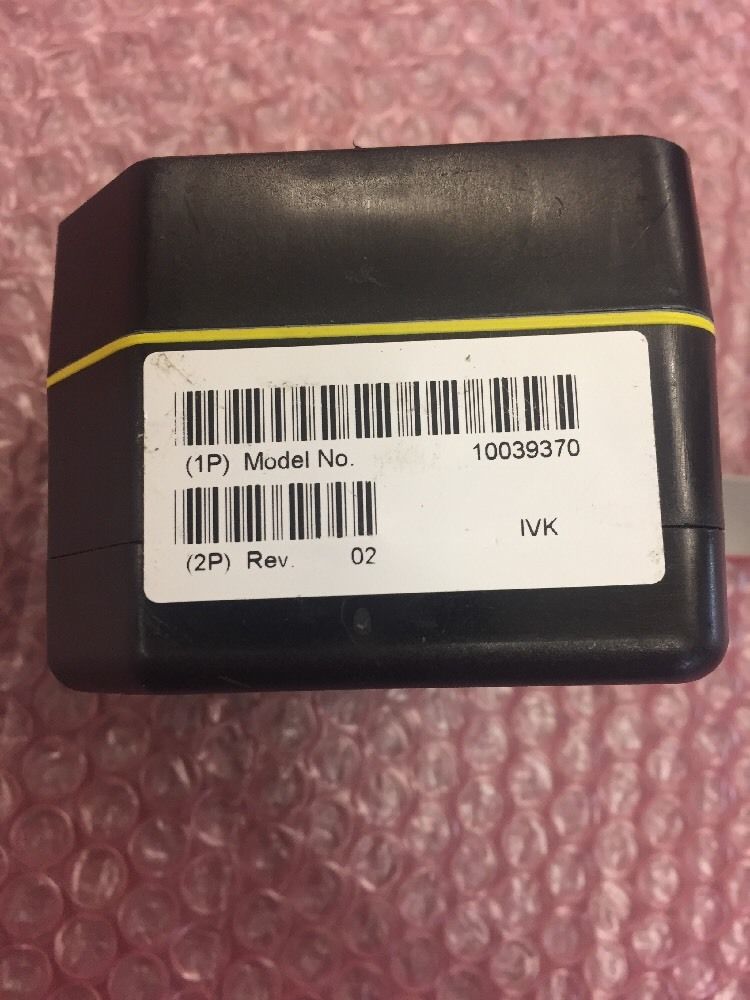 (1P) Model No. 10039370
(2P) Rev. 02 IVK